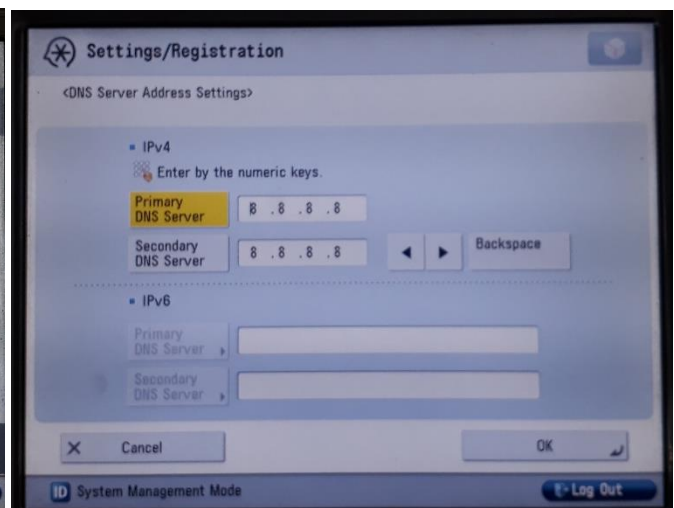 Settings/Registration
<DNS Server Address Settings>
▪ IPv4
Enter by the numeric keys.
Primary
DNS Server
8 .8 .8 .8
Secondary
DNS Server
8 .8 .8 .8
◀ ▶ Backspace
▪ IPv6
Primary
DNS Server
Secondary
DNS Server
× Cancel
OK
ID System Management Mode
Log Out